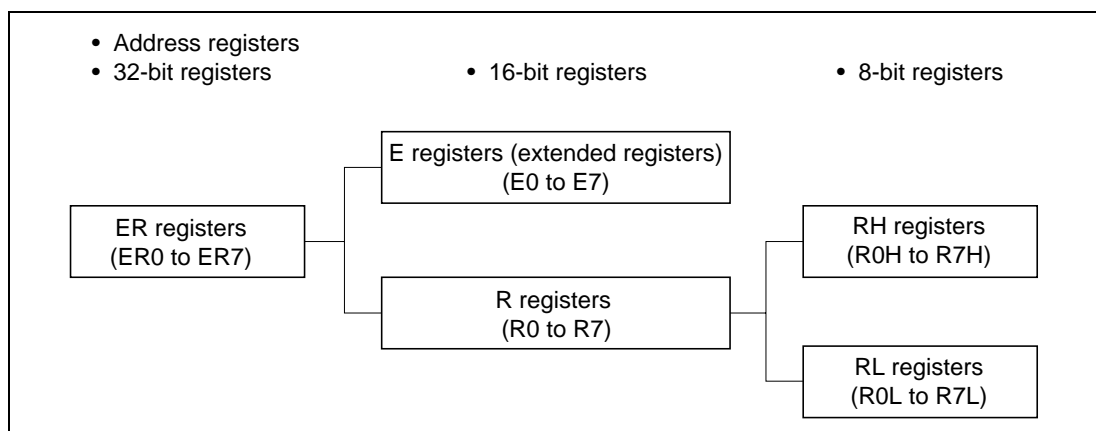 • Address registers
• 32-bit registers
• 16-bit registers
• 8-bit registers
E registers (extended registers)
(E0 to E7)
ER registers
(ER0 to ER7)
RH registers
(R0H to R7H)
R registers
(R0 to R7)
RL registers
(R0L to R7L)